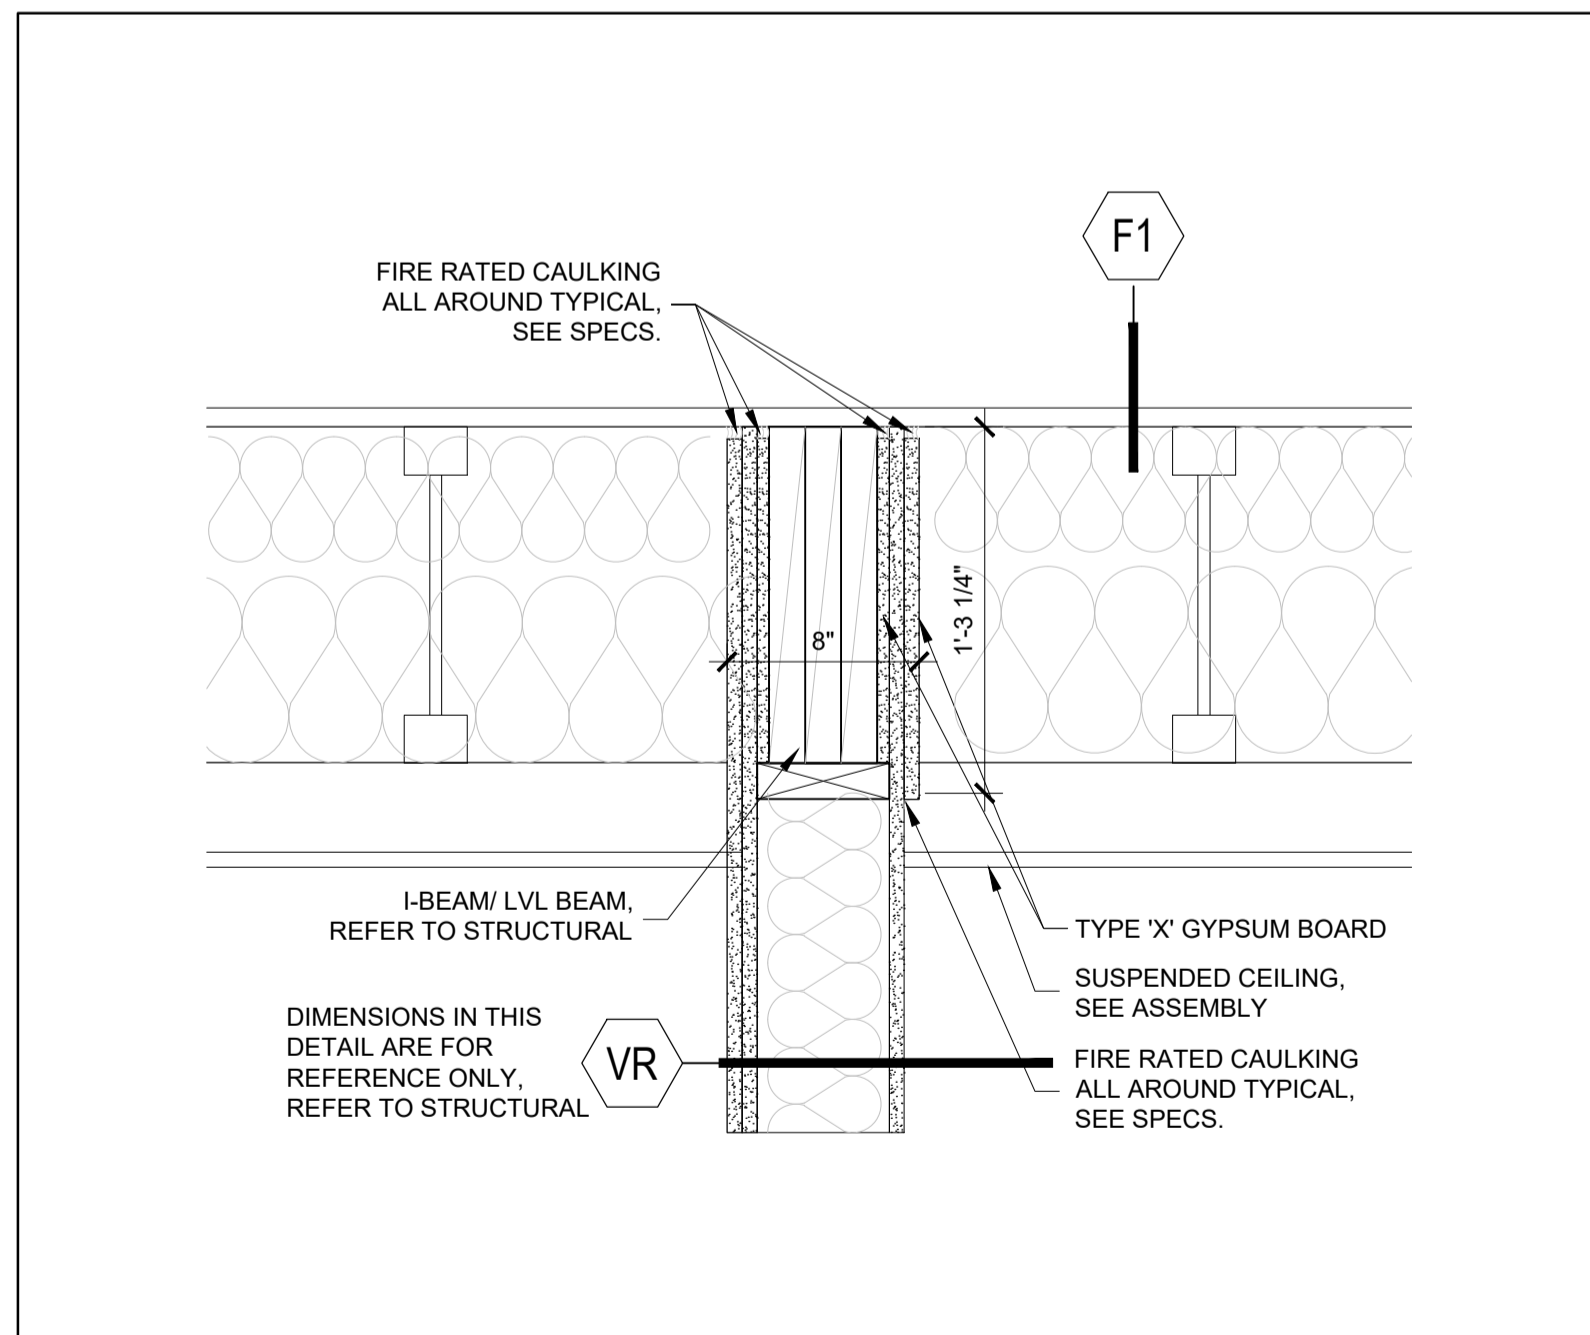 F1
FIRE RATED CAULKING
ALL AROUND TYPICAL,
SEE SPECS.
8"
1'-3 1/4"
I-BEAM/ LVL BEAM,
REFER TO STRUCTURAL
TYPE 'X' GYPSUM BOARD
SUSPENDED CEILING,
SEE ASSEMBLY
DIMENSIONS IN THIS
DETAIL ARE FOR
REFERENCE ONLY,
REFER TO STRUCTURAL
VR
FIRE RATED CAULKING
ALL AROUND TYPICAL,
SEE SPECS.